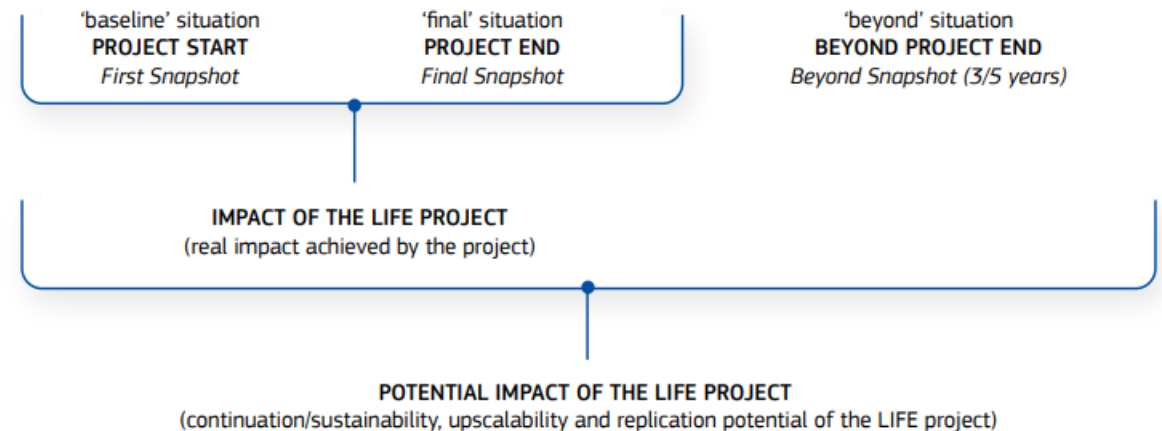 ‘baseline’ situation
PROJECT START
First Snapshot
‘final’ situation
PROJECT END
Final Snapshot
‘beyond’ situation
BEYOND PROJECT END
Beyond Snapshot (3/5 years)
IMPACT OF THE LIFE PROJECT
(real impact achieved by the project)
POTENTIAL IMPACT OF THE LIFE PROJECT
(continuation/sustainability, upscalability and replication potential of the LIFE project)